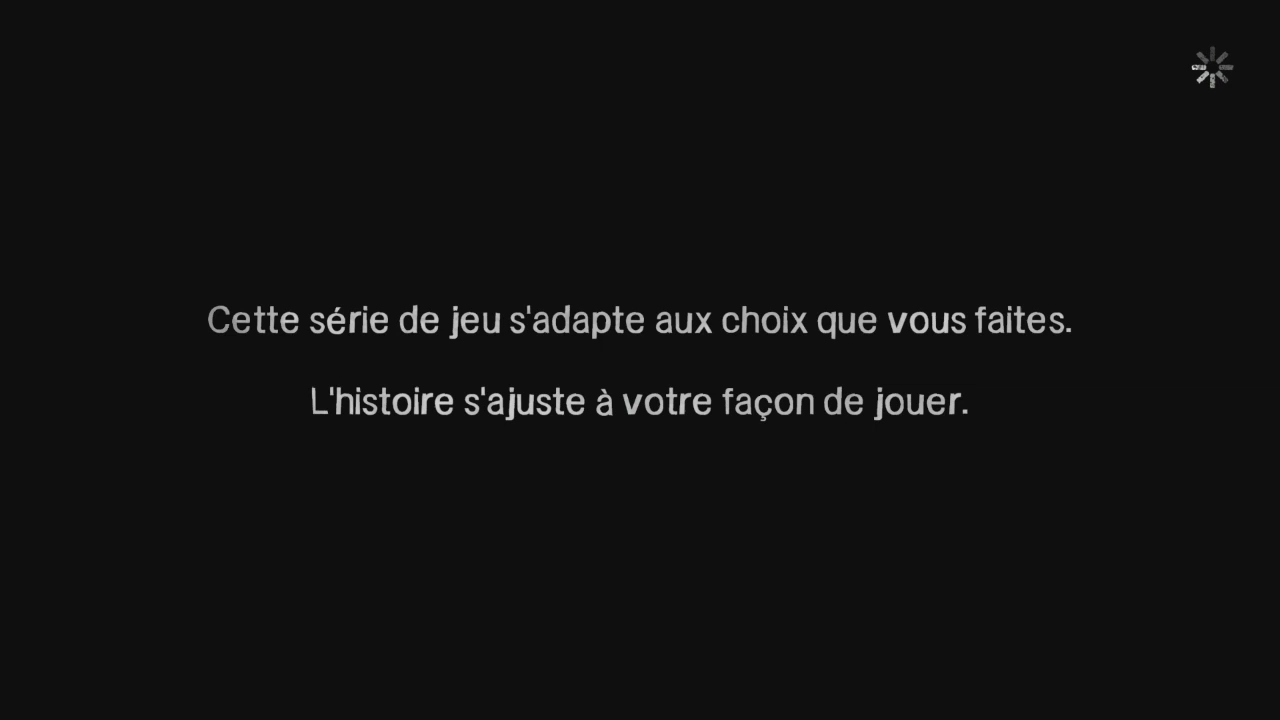 Cette série de jeu s'adapte aux choix que vous faites.
L'histoire s'ajuste à votre façon de jouer.